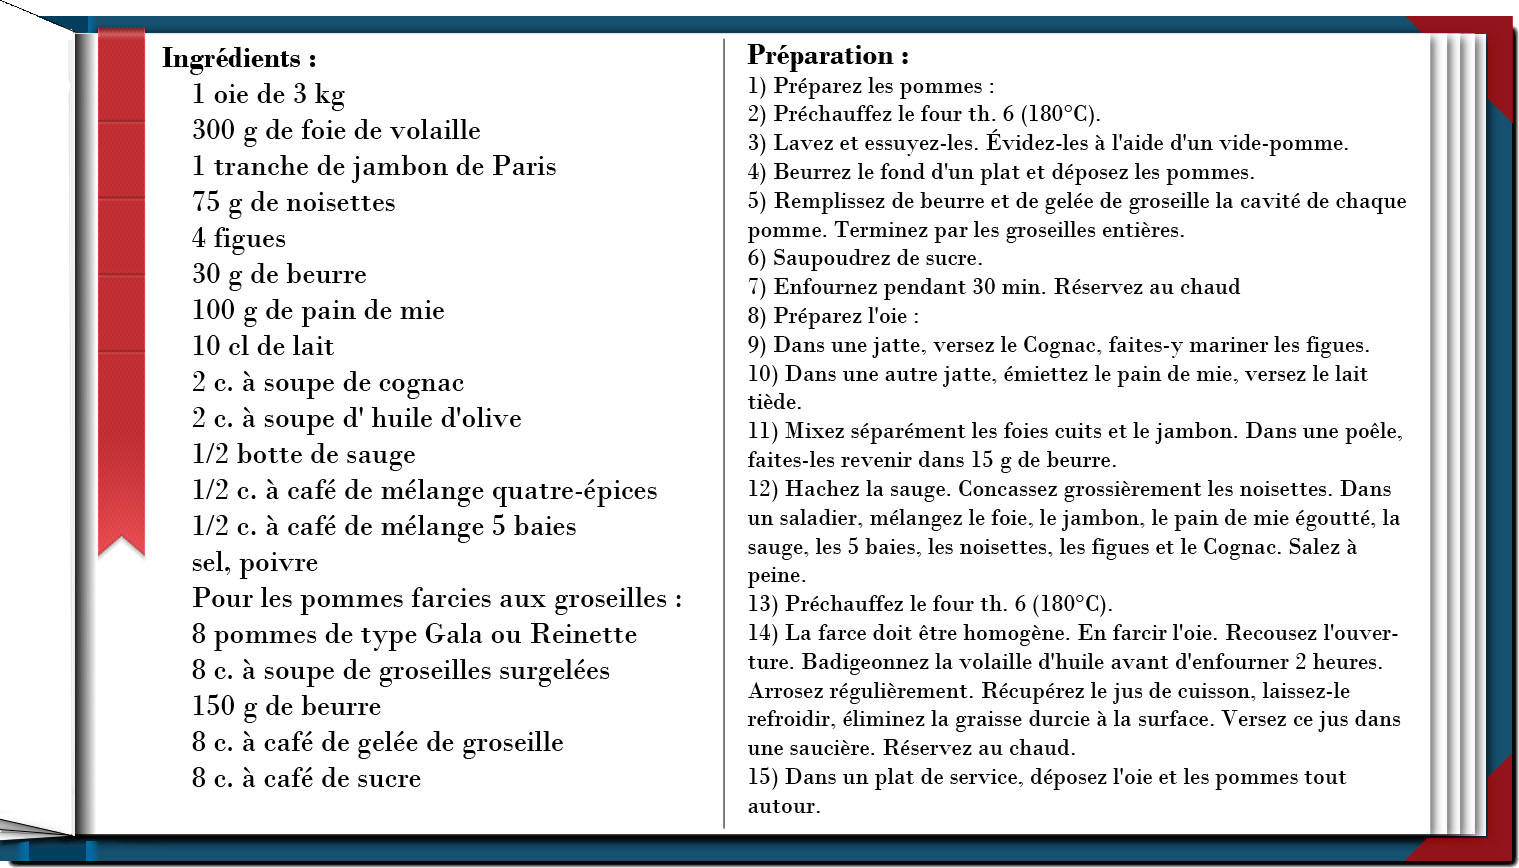 Ingrédients :
1 oie de 3 kg
300 g de foie de volaille
1 tranche de jambon de Paris
75 g de noisettes
4 figues
30 g de beurre
100 g de pain de mie
10 cl de lait
2 c. à soupe de cognac
2 c. à soupe d' huile d'olive
1/2 botte de sauge
1/2 c. à café de mélange quatre-épices
1/2 c. à café de mélange 5 baies
sel, poivre
Pour les pommes farcies aux groseilles :
8 pommes de type Gala ou Reinette
8 c. à soupe de groseilles surgelées
150 g de beurre
8 c. à café de gelée de groseille
8 c. à café de sucre
Préparation :
1) Préparez les pommes :
2) Préchauffez le four th. 6 (180°C).
3) Lavez et essuyez-les. Évidez-les à l'aide d'un vide-pomme.
4) Beurrez le fond d'un plat et déposez les pommes.
5) Remplissez de beurre et de gelée de groseille la cavité de chaque
pomme. Terminez par les groseilles entières.
6) Saupoudrez de sucre.
7) Enfournez pendant 30 min. Réservez au chaud
8) Préparez l'oie :
9) Dans une jatte, versez le Cognac, faites-y mariner les figues.
10) Dans une autre jatte, émiettez le pain de mie, versez le lait
tiède.
11) Mixez séparément les foies cuits et le jambon. Dans une poêle,
faites-les revenir dans 15 g de beurre.
12) Hachez la sauge. Concassez grossièrement les noisettes. Dans
un saladier, mélangez le foie, le jambon, le pain de mie égoutté, la
sauge, les 5 baies, les noisettes, les figues et le Cognac. Salez à
peine.
13) Préchauffez le four th. 6 (180°C).
14) La farce doit être homogène. En farcir l'oie. Recousez l'ouver-
ture. Badigeonnez la volaille d'huile avant d'enfourner 2 heures.
Arrosez régulièrement. Récupérez le jus de cuisson, laissez-le
refroidir, éliminez la graisse durcie à la surface. Versez ce jus dans
une saucière. Réservez au chaud.
15) Dans un plat de service, déposez l'oie et les pommes tout
autour.